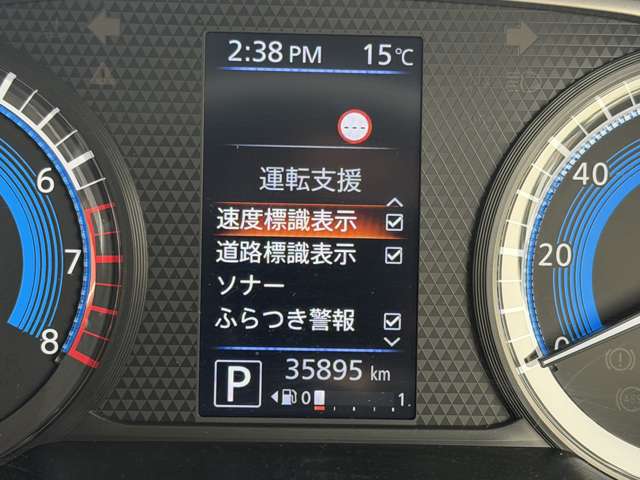 2:38 PM 15℃
---
運転支援
速度標識表示
道路標識表示
ソナー
ふらつき警報
35895 km
P
0 1
6
7
8
40
20
0